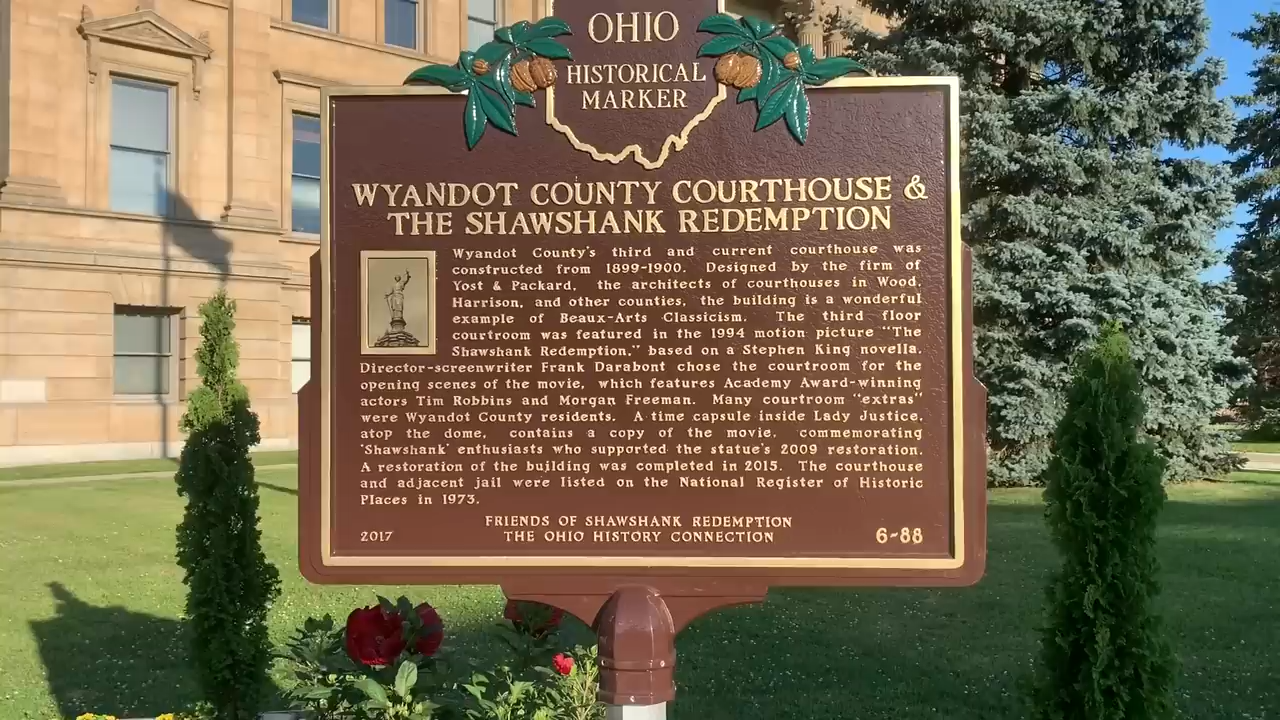 OHIO
HISTORICAL
MARKER
WYANDOT COUNTY COURTHOUSE &
THE SHAWSHANK REDEMPTION
Wyandot County's third and current courthouse was
constructed from 1899-1900. Designed by the firm of
Yost & Packard, the architects of courthouses in Wood,
Harrison, and other counties, the building is a wonderful
example of Beaux-Arts Classicism. The third floor
courtroom was featured in the 1994 motion picture "The
Shawshank Redemption," based on a Stephen King novella.
Director-screenwriter Frank Darabont chose the courtroom for the
opening scenes of the movie, which features Academy Award-winning
actors Tim Robbins and Morgan Freeman. Many courtroom "extras"
were Wyandot County residents. A time capsule inside Lady Justice,
atop the dome, contains a copy of the movie, commemorating
'Shawshank' enthusiasts who supported the statue's 2009 restoration.
A restoration of the building was completed in 2015. The courthouse
and adjacent jail were listed on the National Register of Historic
Places in 1973.
FRIENDS OF SHAWSHANK REDEMPTION
2017 THE OHIO HISTORY CONNECTION 6-88